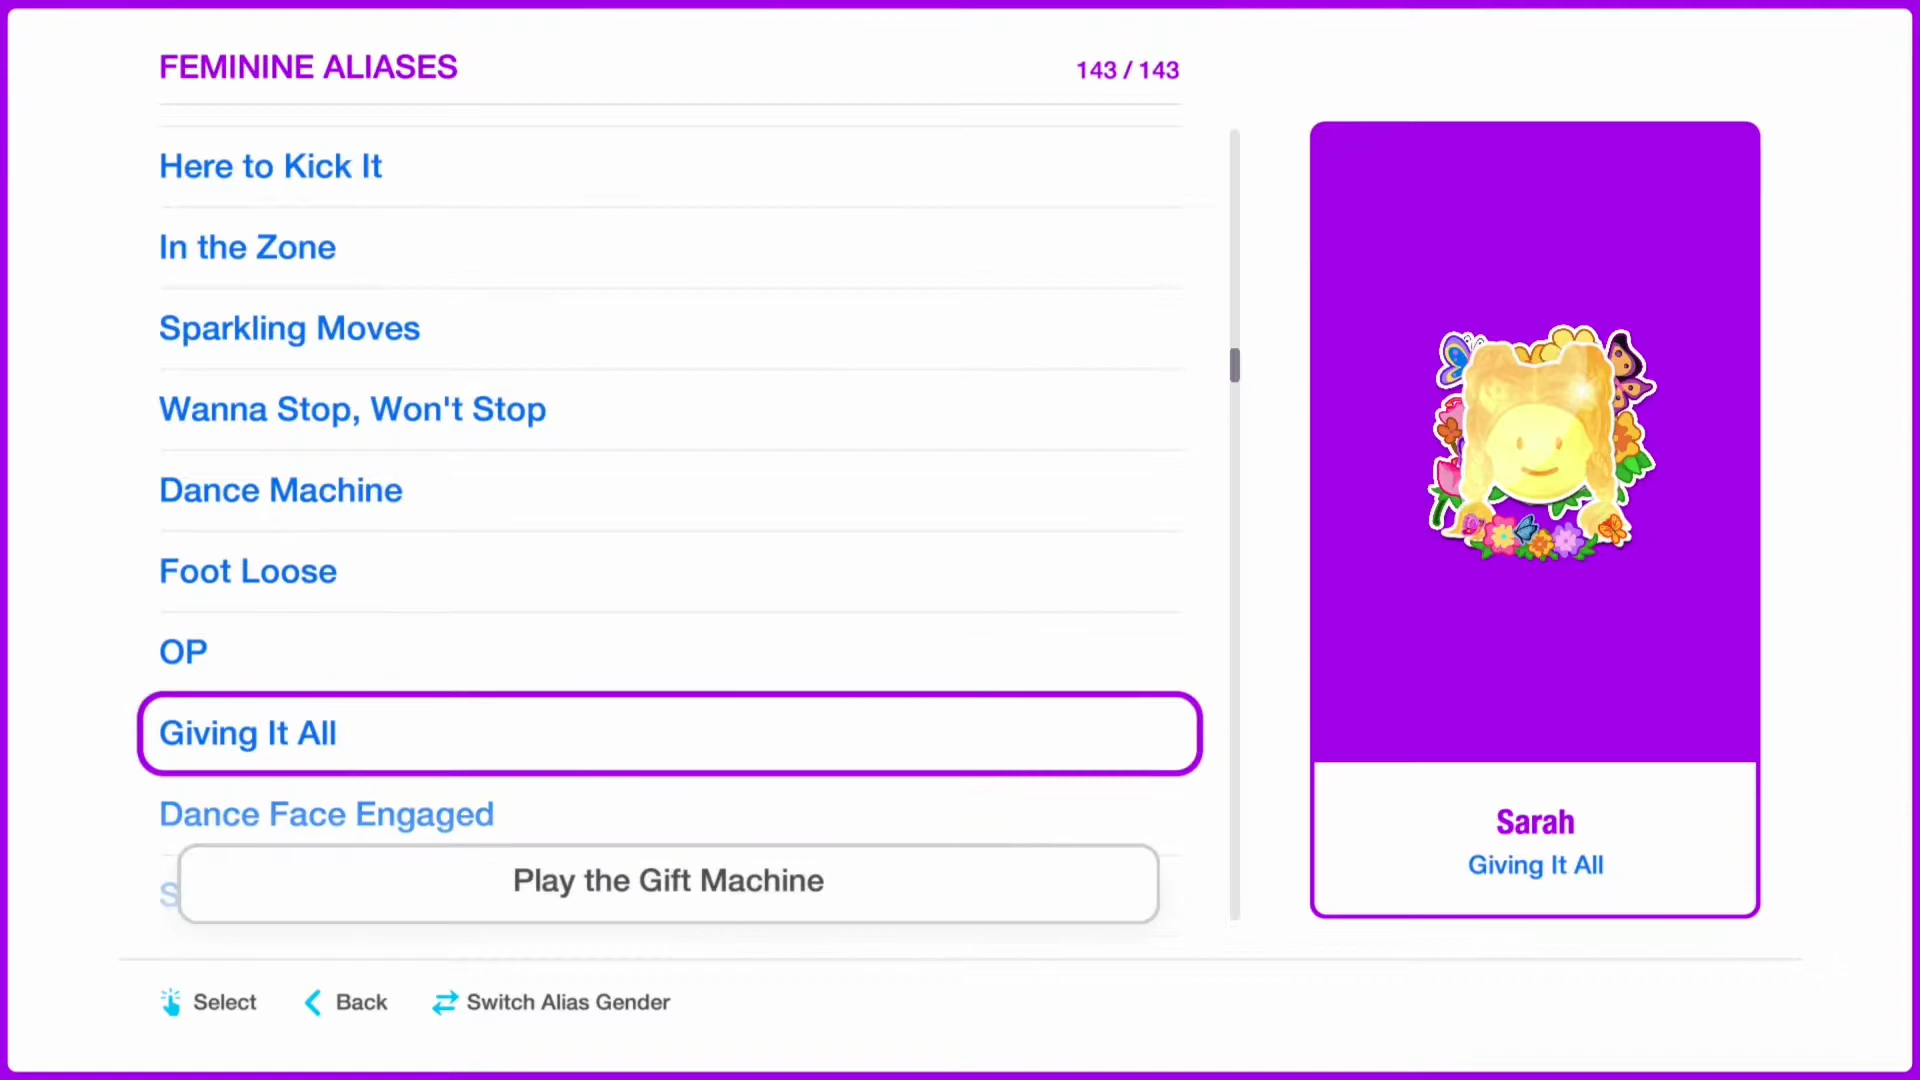 FEMININE ALIASES
143 / 143
Here to Kick It
In the Zone
Sparkling Moves
Wanna Stop, Won't Stop
Dance Machine
Foot Loose
OP
Giving It All
Dance Face Engaged
S
Play the Gift Machine
Sarah
Giving It All
Select
Back
Switch Alias Gender